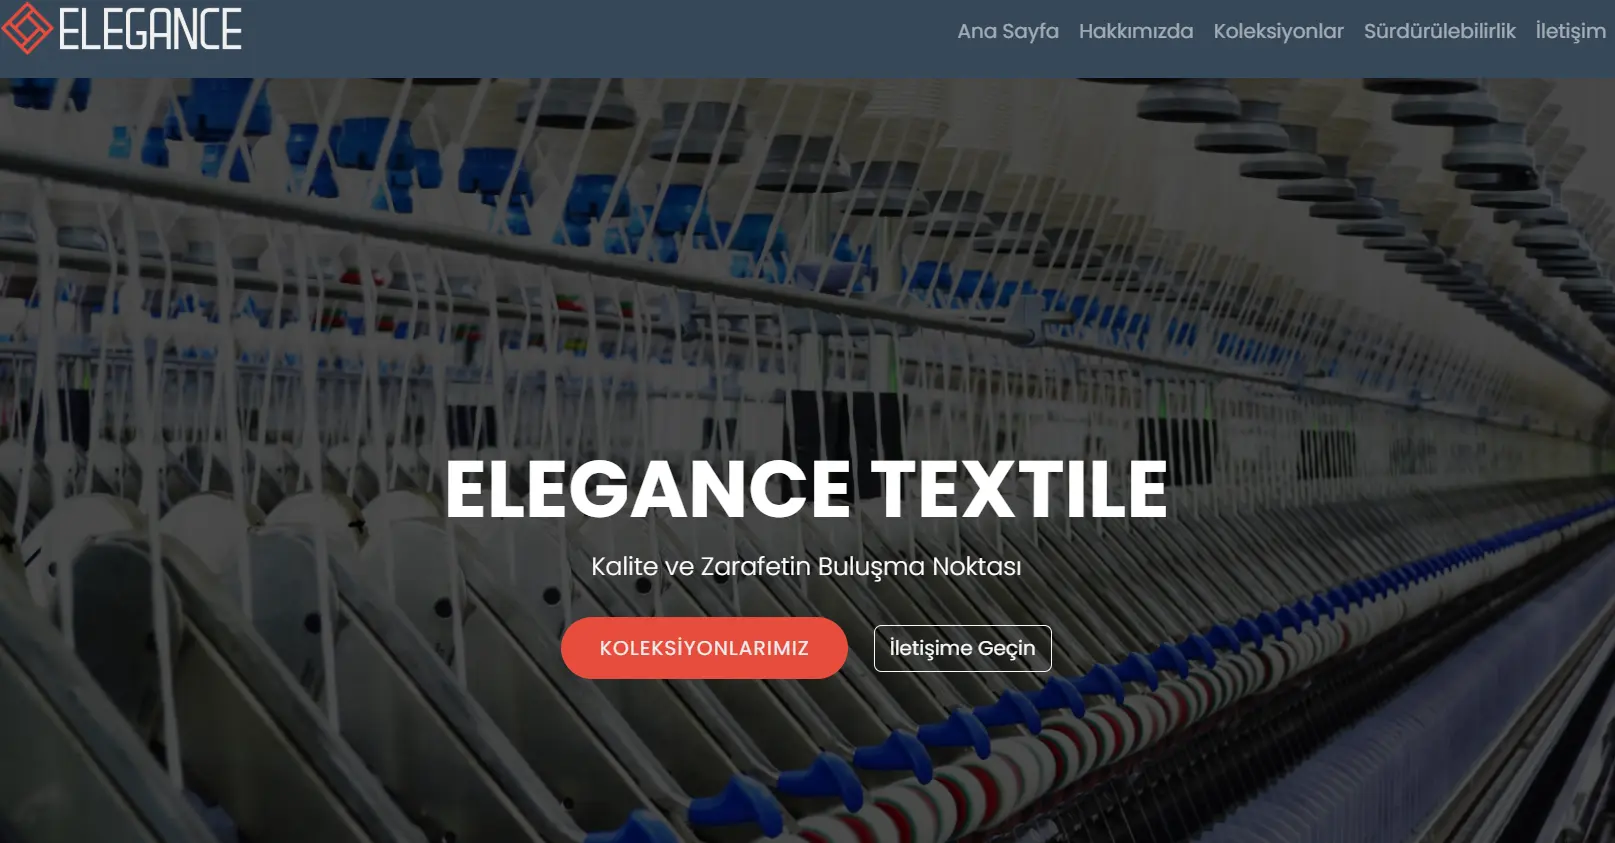 ELEGANCE
Ana Sayfa Hakkımızda Koleksiyonlar Sürdürülebilirlik İletişim
ELEGANCE TEXTILE
Kalite ve Zarafetin Buluşma Noktası
KOLEKSİYONLARIMIZ İletişime Geçin